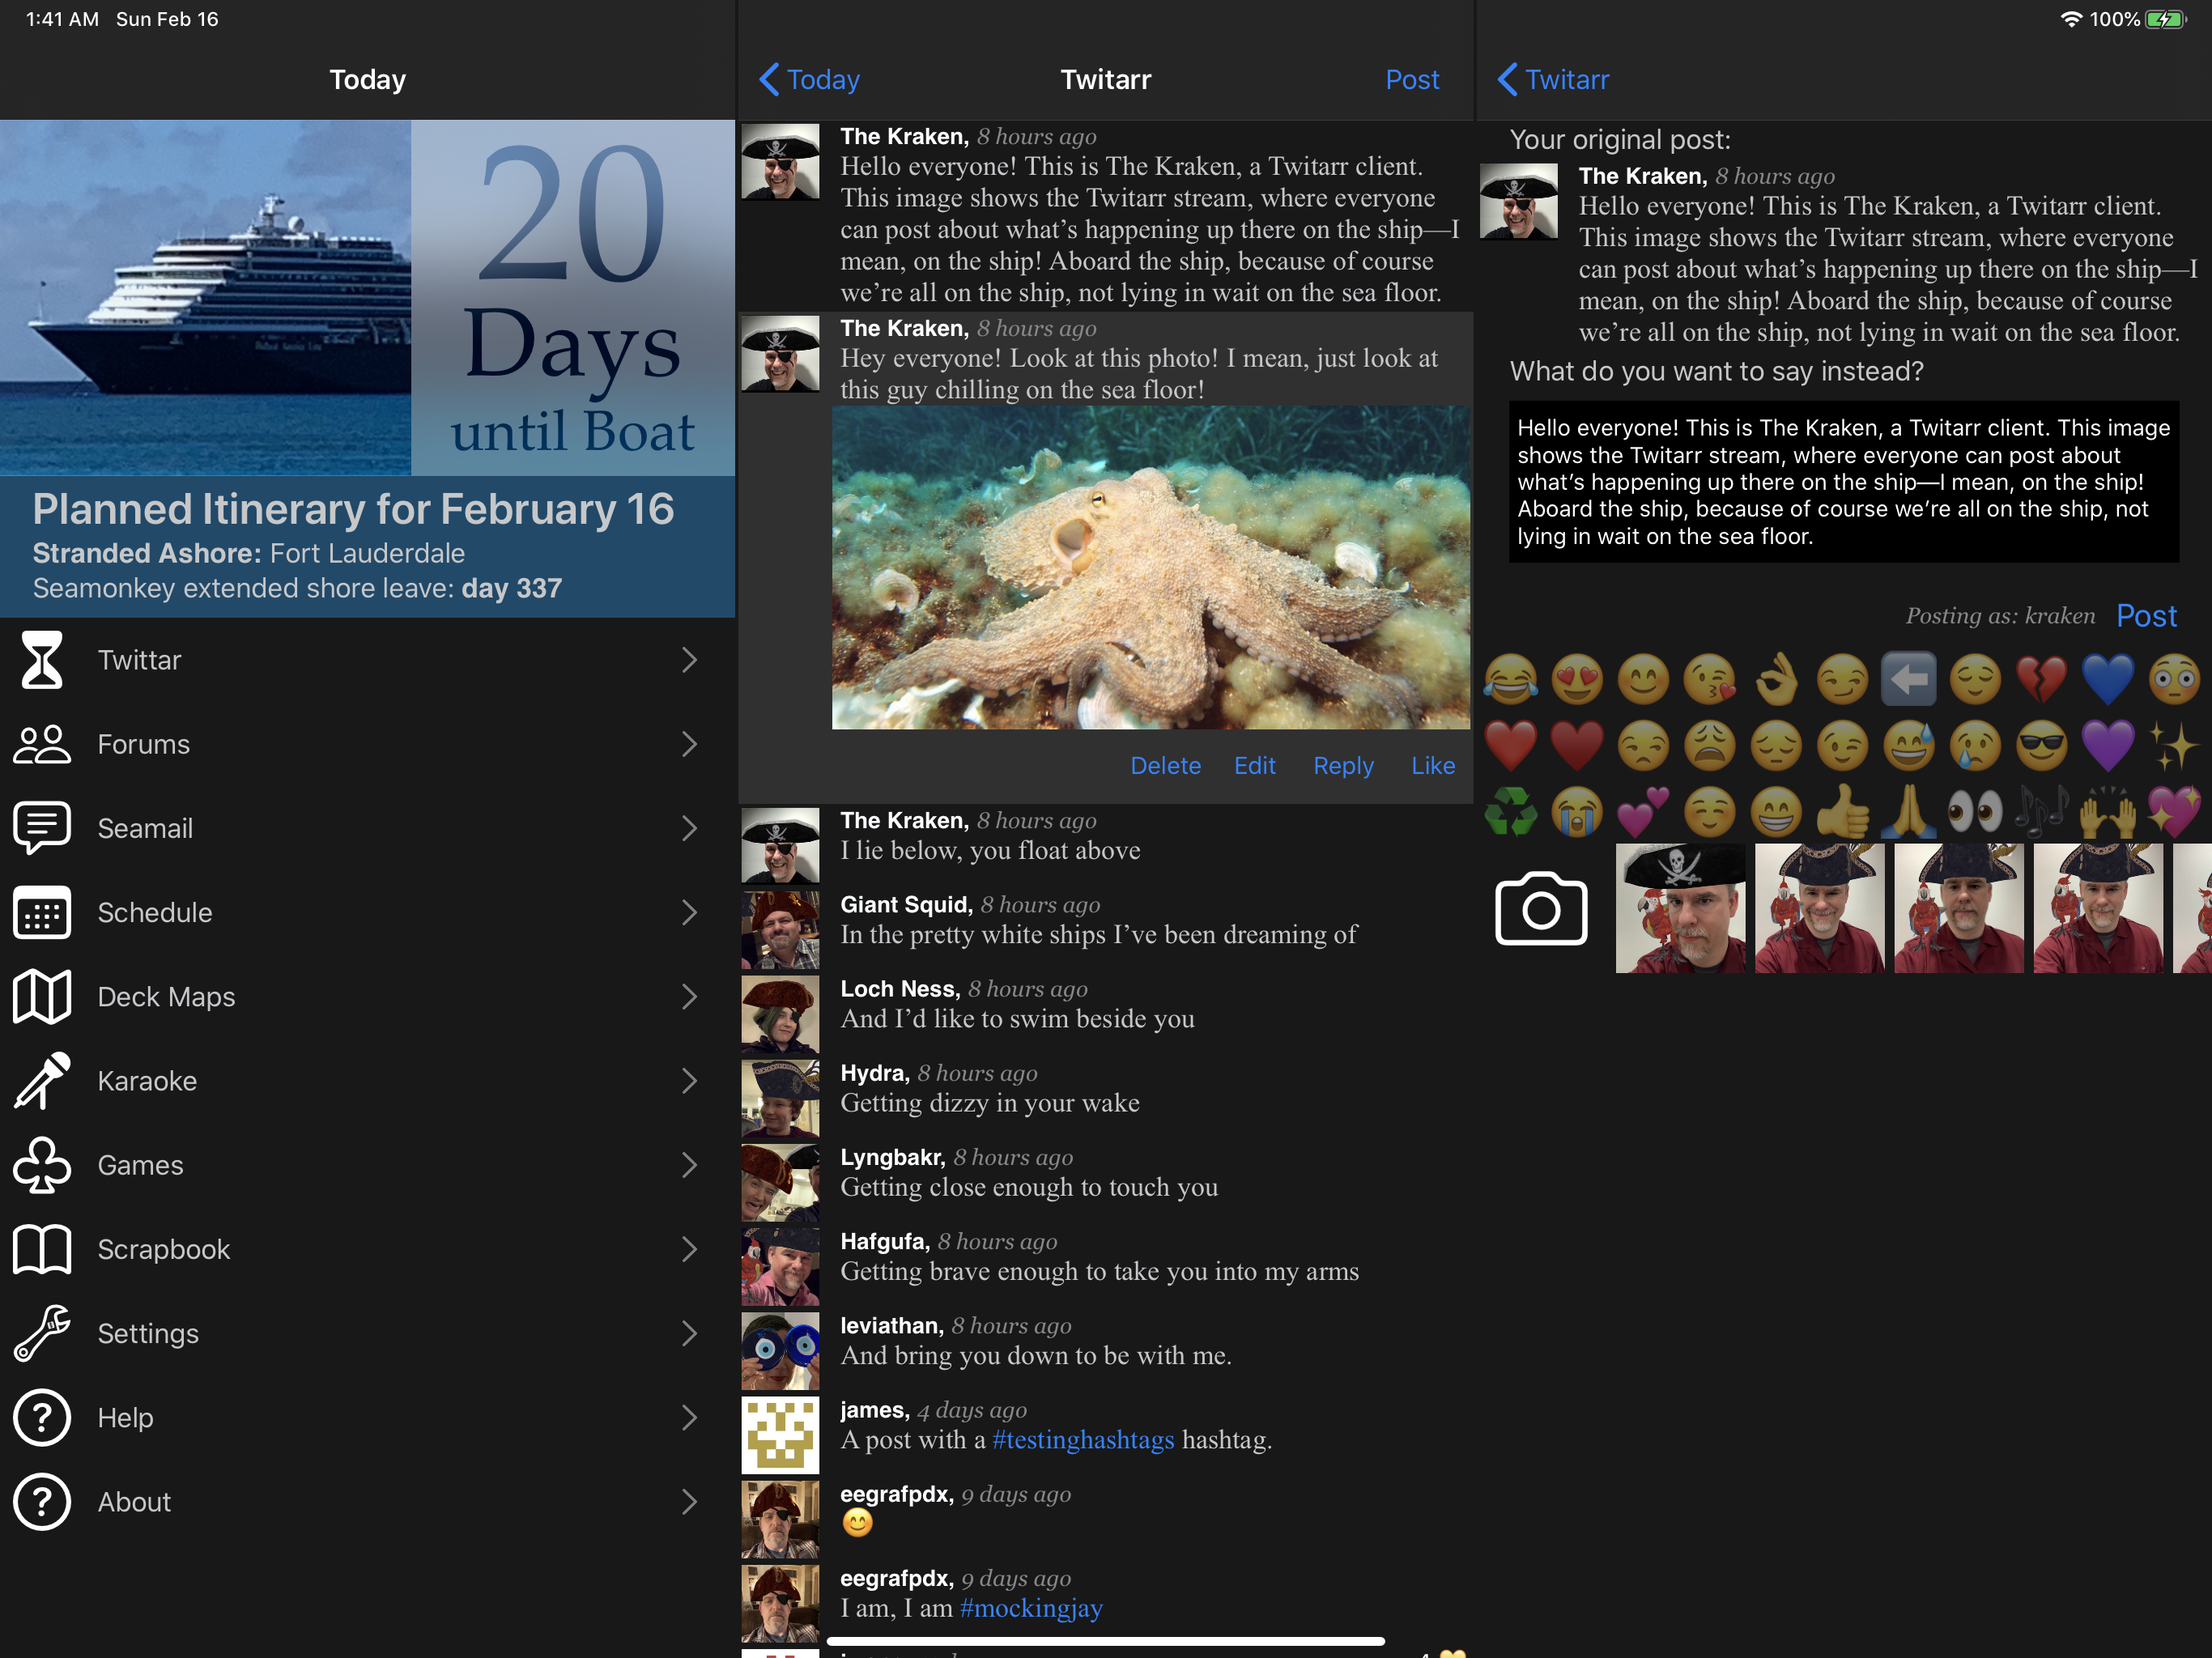 1:41 AM Sun Feb 16
100%
Today
20
Days
until Boat
Planned Itinerary for February 16
Stranded Ashore: Fort Lauderdale
Seamonkey extended shore leave: day 337
Twittar
Forums
Seamail
Schedule
Deck Maps
Karaoke
Games
Scrapbook
Settings
Help
About
Today
Twitarr
Post
The Kraken, 8 hours ago
Hello everyone! This is The Kraken, a Twitarr client.
This image shows the Twitarr stream, where everyone
can post about what’s happening up there on the ship—I
mean, on the ship! Aboard the ship, because of course
we’re all on the ship, not lying in wait on the sea floor.
The Kraken, 8 hours ago
Hey everyone! Look at this photo! I mean, just look at
this guy chilling on the sea floor!
Delete Edit Reply Like
The Kraken, 8 hours ago
I lie below, you float above
Giant Squid, 8 hours ago
In the pretty white ships I’ve been dreaming of
Loch Ness, 8 hours ago
And I’d like to swim beside you
Hydra, 8 hours ago
Getting dizzy in your wake
Lyngbakr, 8 hours ago
Getting close enough to touch you
Hafgufa, 8 hours ago
Getting brave enough to take you into my arms
leviathan, 8 hours ago
And bring you down to be with me.
james, 4 days ago
A post with a #testinghashtags hashtag.
eegrafpdx, 9 days ago
😊
eegrafpdx, 9 days ago
I am, I am #mockingjay
Twitarr
Your original post:
The Kraken, 8 hours ago
Hello everyone! This is The Kraken, a Twitarr client.
This image shows the Twitarr stream, where everyone
can post about what’s happening up there on the ship—I
mean, on the ship! Aboard the ship, because of course
we’re all on the ship, not lying in wait on the sea floor.
What do you want to say instead?
Hello everyone! This is The Kraken, a Twitarr client. This image
shows the Twitarr stream, where everyone can post about
what’s happening up there on the ship—I mean, on the ship!
Aboard the ship, because of course we’re all on the ship, not
lying in wait on the sea floor.
Posting as: kraken Post